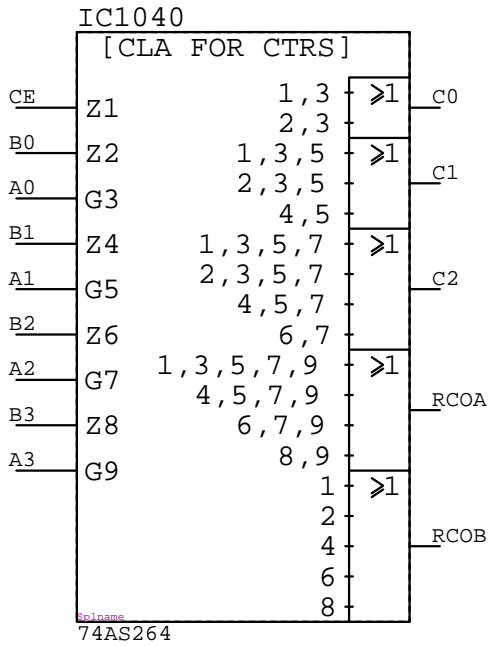 IC1040
[CLA FOR CTRS]
CE Z1 1,3 ⩾1 C0
2,3
B0 Z2 1,3,5 ⩾1
A0 G3 2,3,5 C1
4,5
B1 Z4 1,3,5,7 ⩾1
2,3,5,7
A1 G5 4,5,7 C2
B2 Z6 6,7
A2 G7 1,3,5,7,9 ⩾1
4,5,7,9 RCOA
B3 Z8 6,7,9
8,9
A3 G9 1 ⩾1
2
4 RCOB
6
8
$plname
74AS264